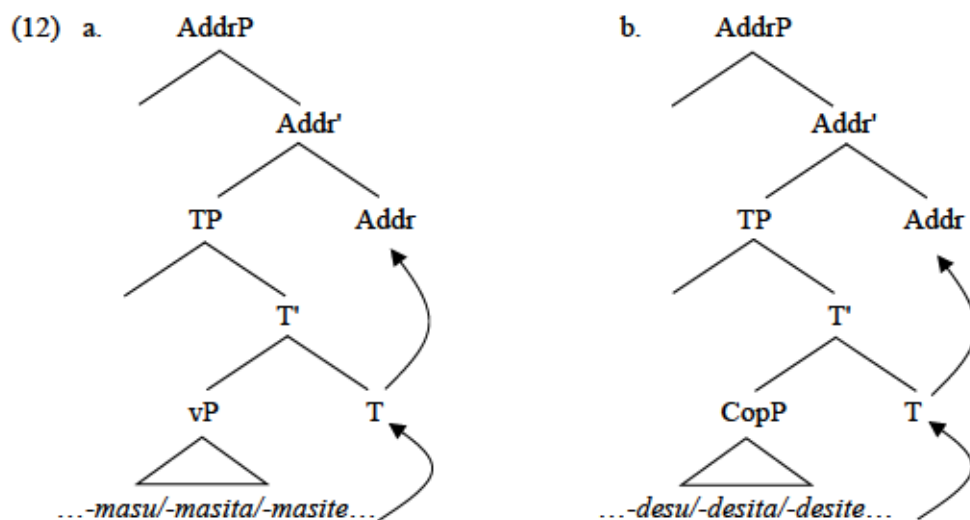 (12) a. AddrP b. AddrP
Addr' Addr'
TP Addr TP Addr
T' T'
vP T CopP T
…-masu/-masita/-masite… …-desu/-desita/-desite…